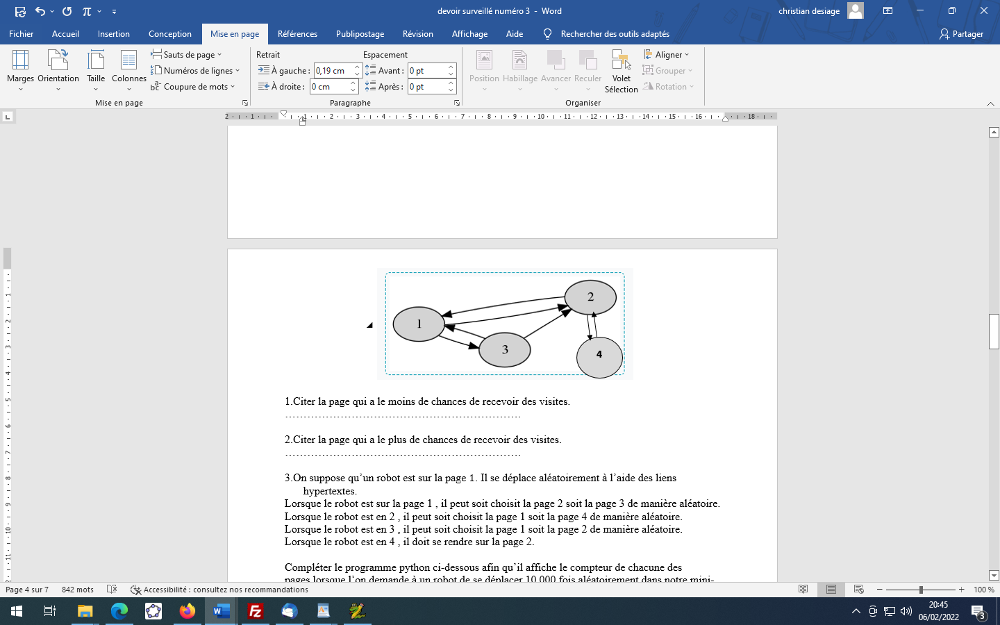 devoir surveillé numéro 3 - Word
christian desiage
Fichier Accueil Insertion Conception Mise en page Références Publipostage Révision Affichage Aide Rechercher des outils adaptés Partager
Marges Orientation Taille Colonnes
Sauts de page
Numéros de lignes
Coupure de mots
Mise en page
Retrait Espacement
À gauche : 0,19 cm Avant : 0 pt
À droite : 0 cm Après : 0 pt
Paragraphe
Position Habillage Avancer Reculer Volet Sélection
Aligner
Grouper
Rotation
Organiser
2 1 1 2 3 4 5 6 7 8 9 10 11 12 13 14 15 16 18
1
2
3
4
1.Citer la page qui a le moins de chances de recevoir des visites.
………………………………………………………
2.Citer la page qui a le plus de chances de recevoir des visites.
………………………………………………………
3.On suppose qu’un robot est sur la page 1. Il se déplace aléatoirement à l’aide des liens
hypertextes.
Lorsque le robot est sur la page 1 , il peut soit choisit la page 2 soit la page 3 de manière aléatoire.
Lorsque le robot est en 2 , il peut soit choisit la page 1 soit la page 4 de manière aléatoire.
Lorsque le robot est en 3 , il peut soit choisit la page 1 soit la page 2 de manière aléatoire.
Lorsque le robot est en 4 , il doit se rendre sur la page 2.
Compléter le programme python ci-dessous afin qu’il affiche le compteur de chacune des
pages lorsque l’on demande à un robot de se déplacer 10 000 fois aléatoirement dans notre mini-
1 2 3 4 5 6 7 8 9 10 11
Page 4 sur 7 842 mots Accessibilité : consultez nos recommandations 100 %
20:45
06/02/2022
3